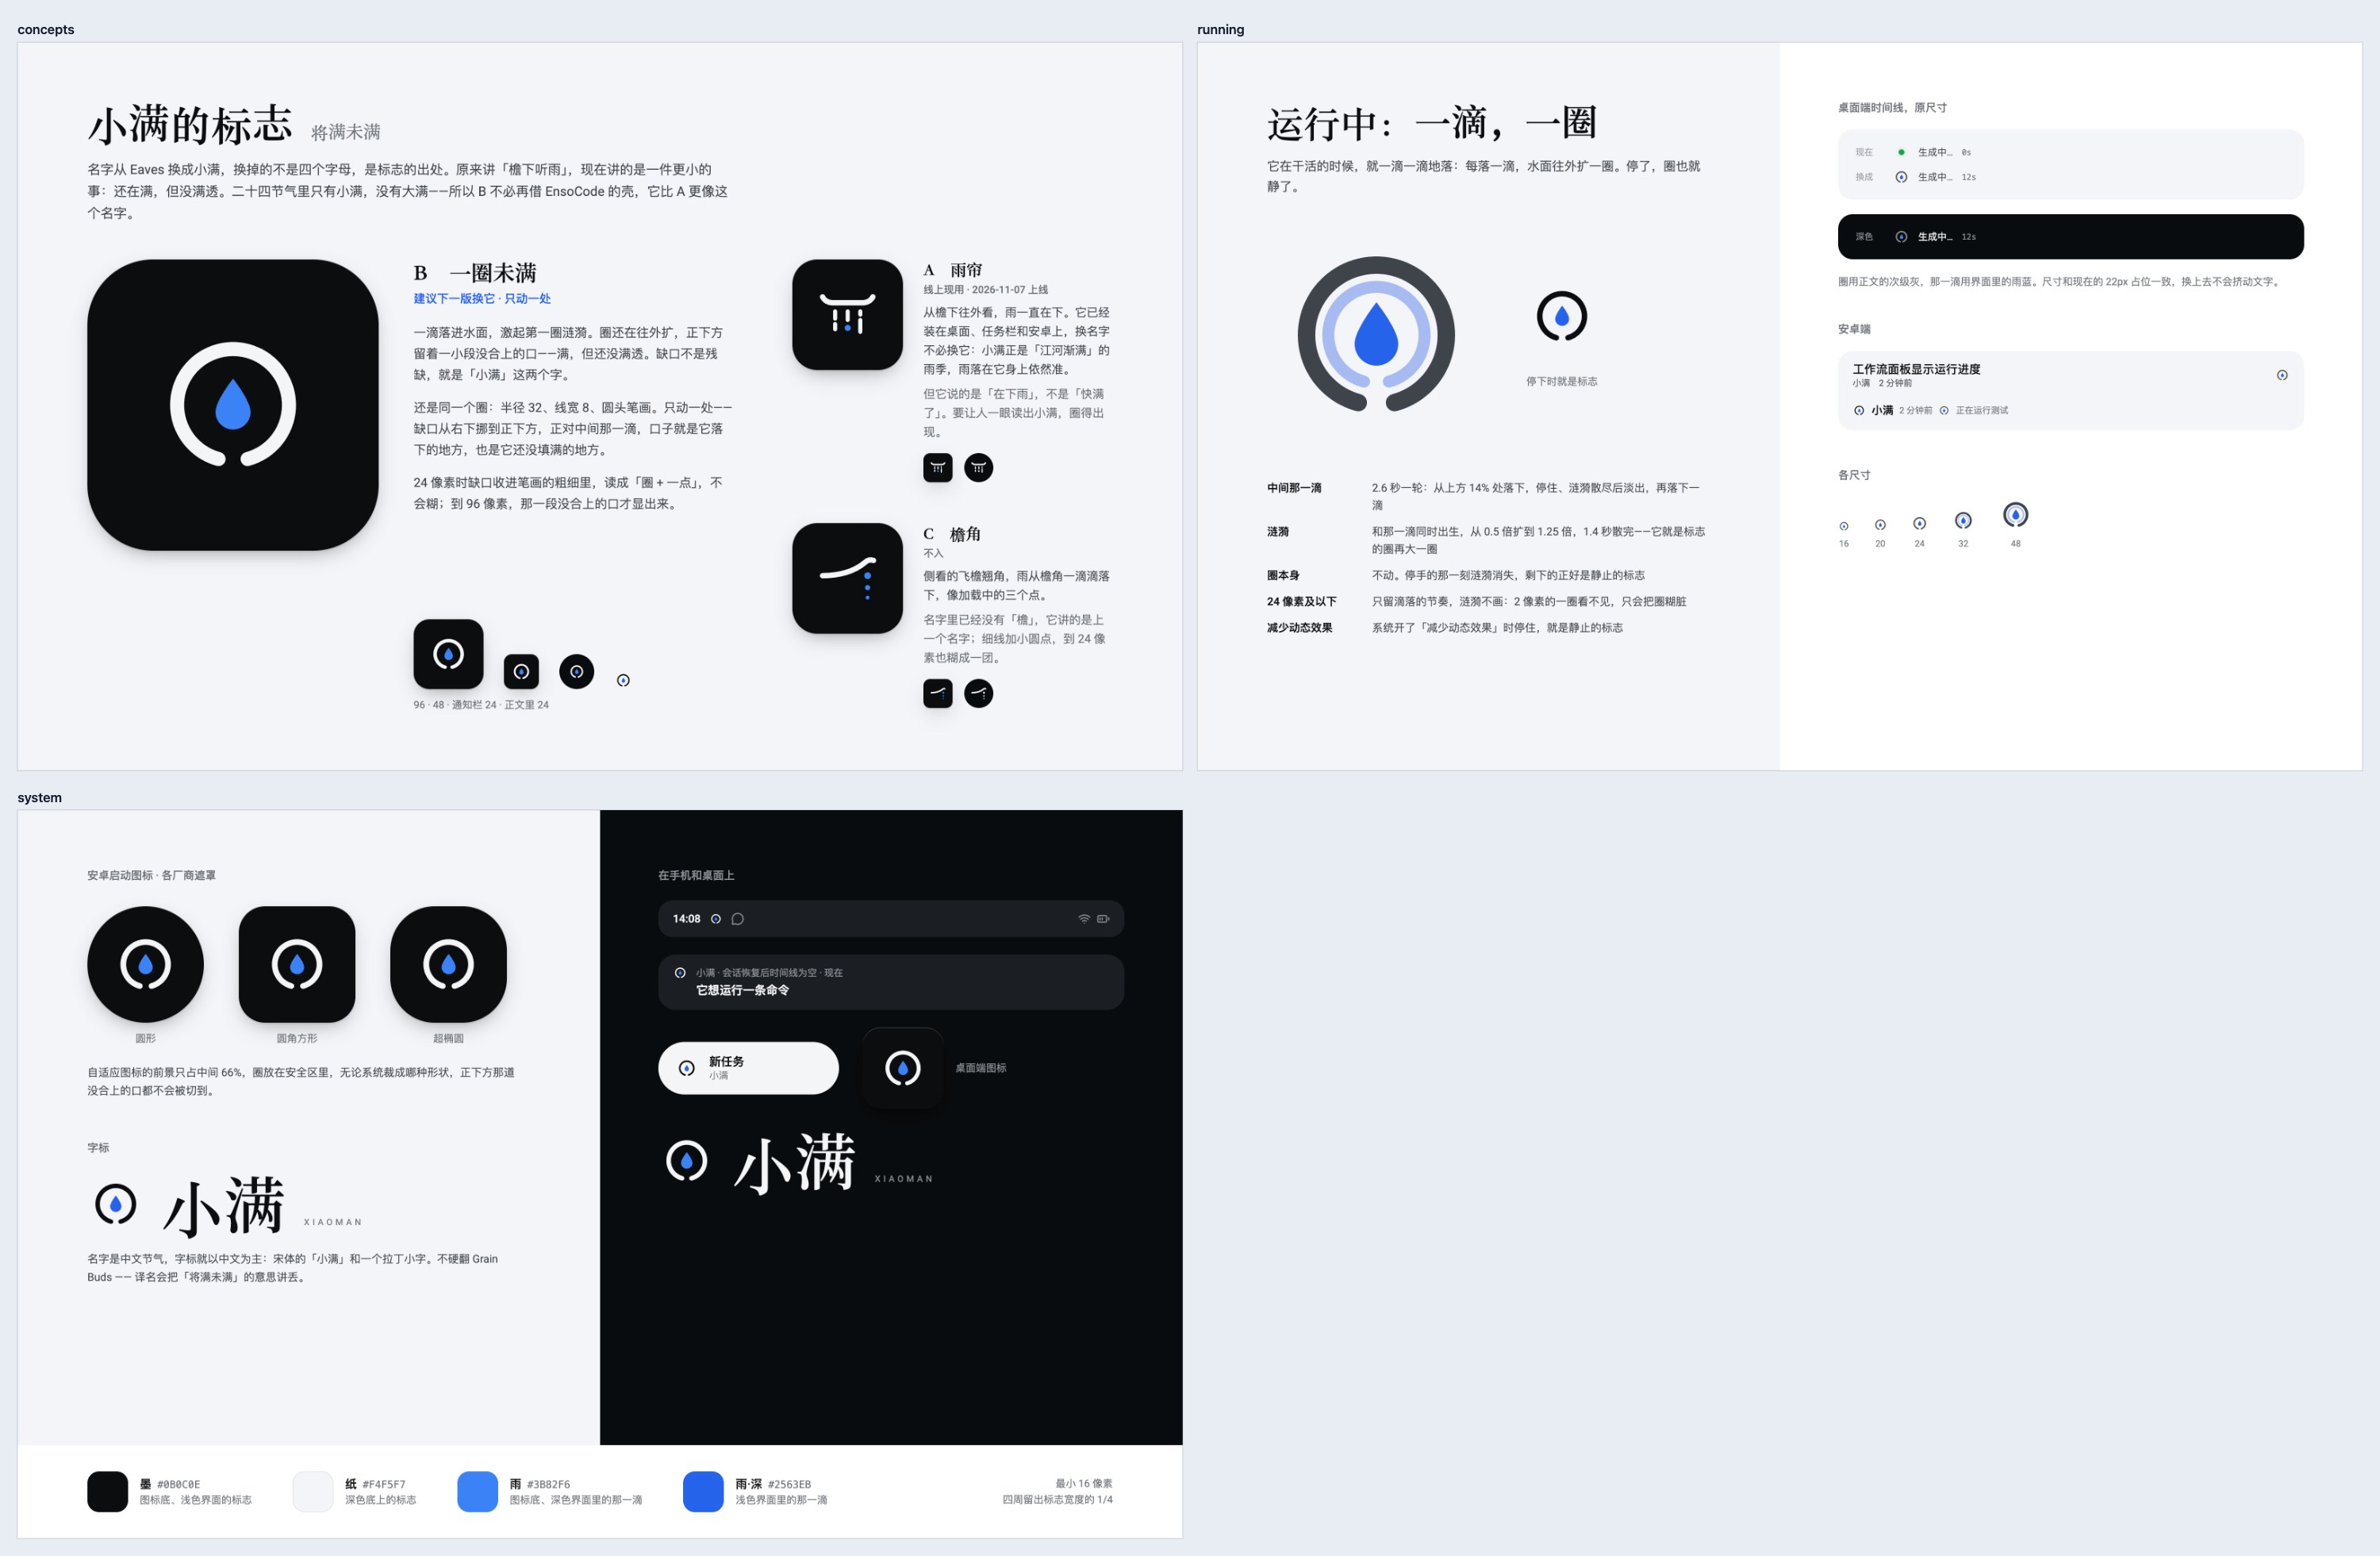 concepts
小满的标志 将满未满
名字从 Eaves 换成小满，换掉的不是四个字母，是标志的出处。原来讲「檐下听雨」，现在讲的是一件更小的
事：还在满，但没满透。二十四节气里只有小满，没有大满——所以 B 不必再借 EnsoCode 的壳，它比 A 更像这
个名字。
B 一圈未满
建议下一版换它 · 只动一处
一滴落进水面，激起第一圈涟漪。圈还在往外扩，正下方
留着一小段没合上的口——满，但还没满透。缺口不是残
缺，就是「小满」这两个字。
还是同一个圈：半径 32、线宽 8、圆头笔画。只动一处——
缺口从右下挪到正下方，正对中间那一滴，口子就是它落
下的地方，也是它还没填满的地方。
24 像素时缺口收进笔画的粗细里，读成「圈 + 一点」，不
会糊；到 96 像素，那一段没合上的口才显出来。
96 · 48 · 通知栏 24 · 正文里 24
A 雨帘
线上现用 · 2026-11-07 上线
从檐下往外看，雨一直在下。它已经
装在桌面、任务栏和安卓上，换名字
不必换它：小满正是「江河渐满」的
雨季，雨落在它身上依然准。
但它说的是「在下雨」，不是「快满
了」。要让人一眼读出小满，圈得出
现。
C 檐角
不入
侧看的飞檐翘角，雨从檐角一滴滴落
下，像加载中的三个点。
名字里已经没有「檐」，它讲的是上
一个名字；细线加小圆点，到 24 像
素也糊成一团。
running
运行中：一滴，一圈
它在干活的时候，就一滴一滴地落：每落一滴，水面往外扩一圈。停了，圈也就
静了。
停下时就是标志
中间那一滴 2.6 秒一轮：从上方 14% 处落下，停住、涟漪散尽后淡出，再落下一
滴
涟漪 和那一滴同时出生，从 0.5 倍扩到 1.25 倍，1.4 秒散完——它就是标志
的圈再大一圈
圈本身 不动。停手的那一刻涟漪消失，剩下的正好是静止的标志
24 像素及以下 只留滴落的节奏，涟漪不画：2 像素的一圈看不见，只会把圈糊脏
减少动态效果 系统开了「减少动态效果」时停住，就是静止的标志
桌面端时间线，原尺寸
现在 生成中… 0s
换成 生成中… 12s
深色 生成中… 12s
圈用正文的次级灰，那一滴用界面里的雨蓝。尺寸和现在的 22px 占位一致，换上去不会挤动文字。
安卓端
工作流面板显示运行进度
小满 2 分钟前
小满 2 分钟前 正在运行测试
各尺寸
16 20 24 32 48
system
安卓启动图标 · 各厂商遮罩
圆形 圆角方形 超椭圆
自适应图标的前景只占中间 66%，圈放在安全区里，无论系统裁成哪种形状，正下方那道
没合上的口都不会被切到。
字标
小满 XIAOMAN
名字是中文节气，字标就以中文为主：宋体的「小满」和一个拉丁小字。不硬翻 Grain
Buds —— 译名会把「将满未满」的意思讲丢。
在手机和桌面上
14:08
小满 · 会话恢复后时间线为空 · 现在
它想运行一条命令
新任务
小满
桌面端图标
小满 XIAOMAN
墨 #0B0C0E
图标底、浅色界面的标志
纸 #F4F5F7
深色底上的标志
雨 #3B82F6
图标底、深色界面里的那一滴
雨·深 #2563EB
浅色界面里的那一滴
最小 16 像素
四周留出标志宽度的 1/4